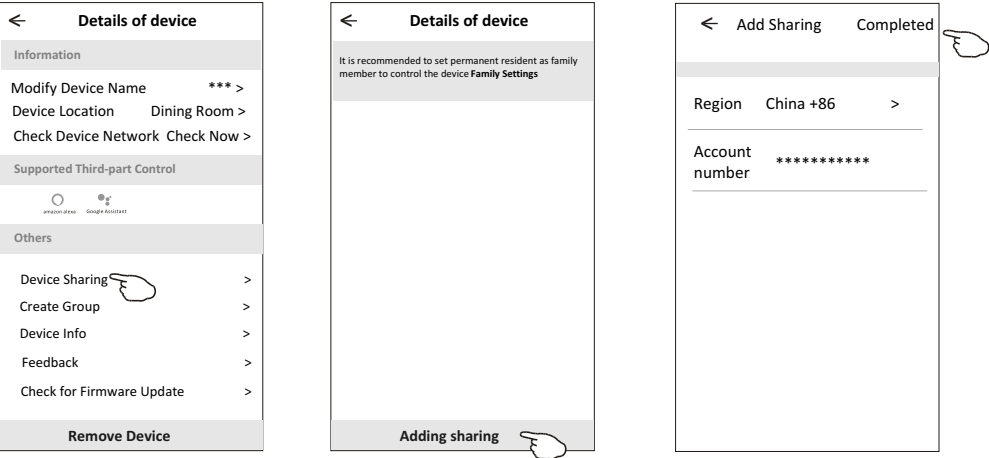 ← Details of device
Information
Modify Device Name *** >
Device Location Dining Room >
Check Device Network Check Now >
Supported Third-part Control
amazon alexa Google Assistant
Others
Device Sharing >
Create Group >
Device Info >
Feedback >
Check for Firmware Update >
Remove Device
← Details of device
It is recommended to set permanent resident as family
member to control the device Family Settings
Adding sharing
← Add Sharing Completed
Region China +86 >
Account
number ***********